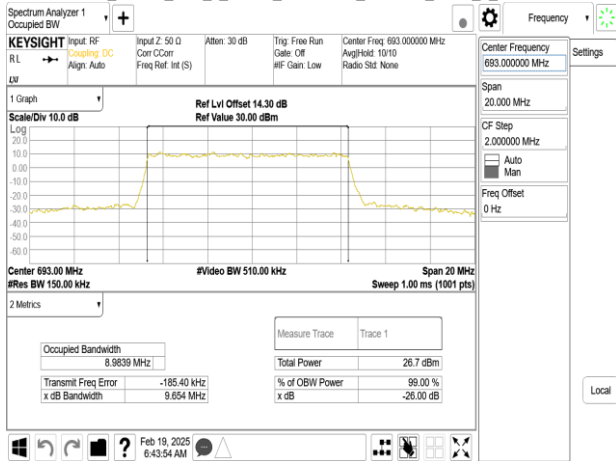 Spectrum Analyzer 1
Occupied BW
Frequency
KEYSIGHT
Input: RF
Coupling: DC
Align: Auto
Input Z: 50 Ω
Corr CCorr
Freq Ref: Int (S)
Atten: 30 dB
Trig: Free Run
Gate: Off
#IF Gain: Low
Center Freq: 693.000000 MHz
Avg|Hold: 10/10
Radio Std: None
RL
LXI
Center Frequency
693.000000 MHz
Settings
Span
20.000 MHz
CF Step
2.000000 MHz
Auto
Man
Freq Offset
0 Hz
Local
1 Graph
Scale/Div 10.0 dB
Ref Lvl Offset 14.30 dB
Ref Value 30.00 dBm
Log
20.0
10.0
0.00
-10.0
-20.0
-30.0
-40.0
-50.0
-60.0
Center 693.00 MHz
#Video BW 510.00 kHz
Span 20 MHz
#Res BW 150.00 kHz
Sweep 1.00 ms (1001 pts)
2 Metrics
Measure Trace Trace 1
Occupied Bandwidth
8.9839 MHz
Total Power 26.7 dBm
Transmit Freq Error -185.40 kHz
% of OBW Power 99.00 %
x dB Bandwidth 9.654 MHz
x dB -26.00 dB
Feb 19, 2025
6:43:54 AM